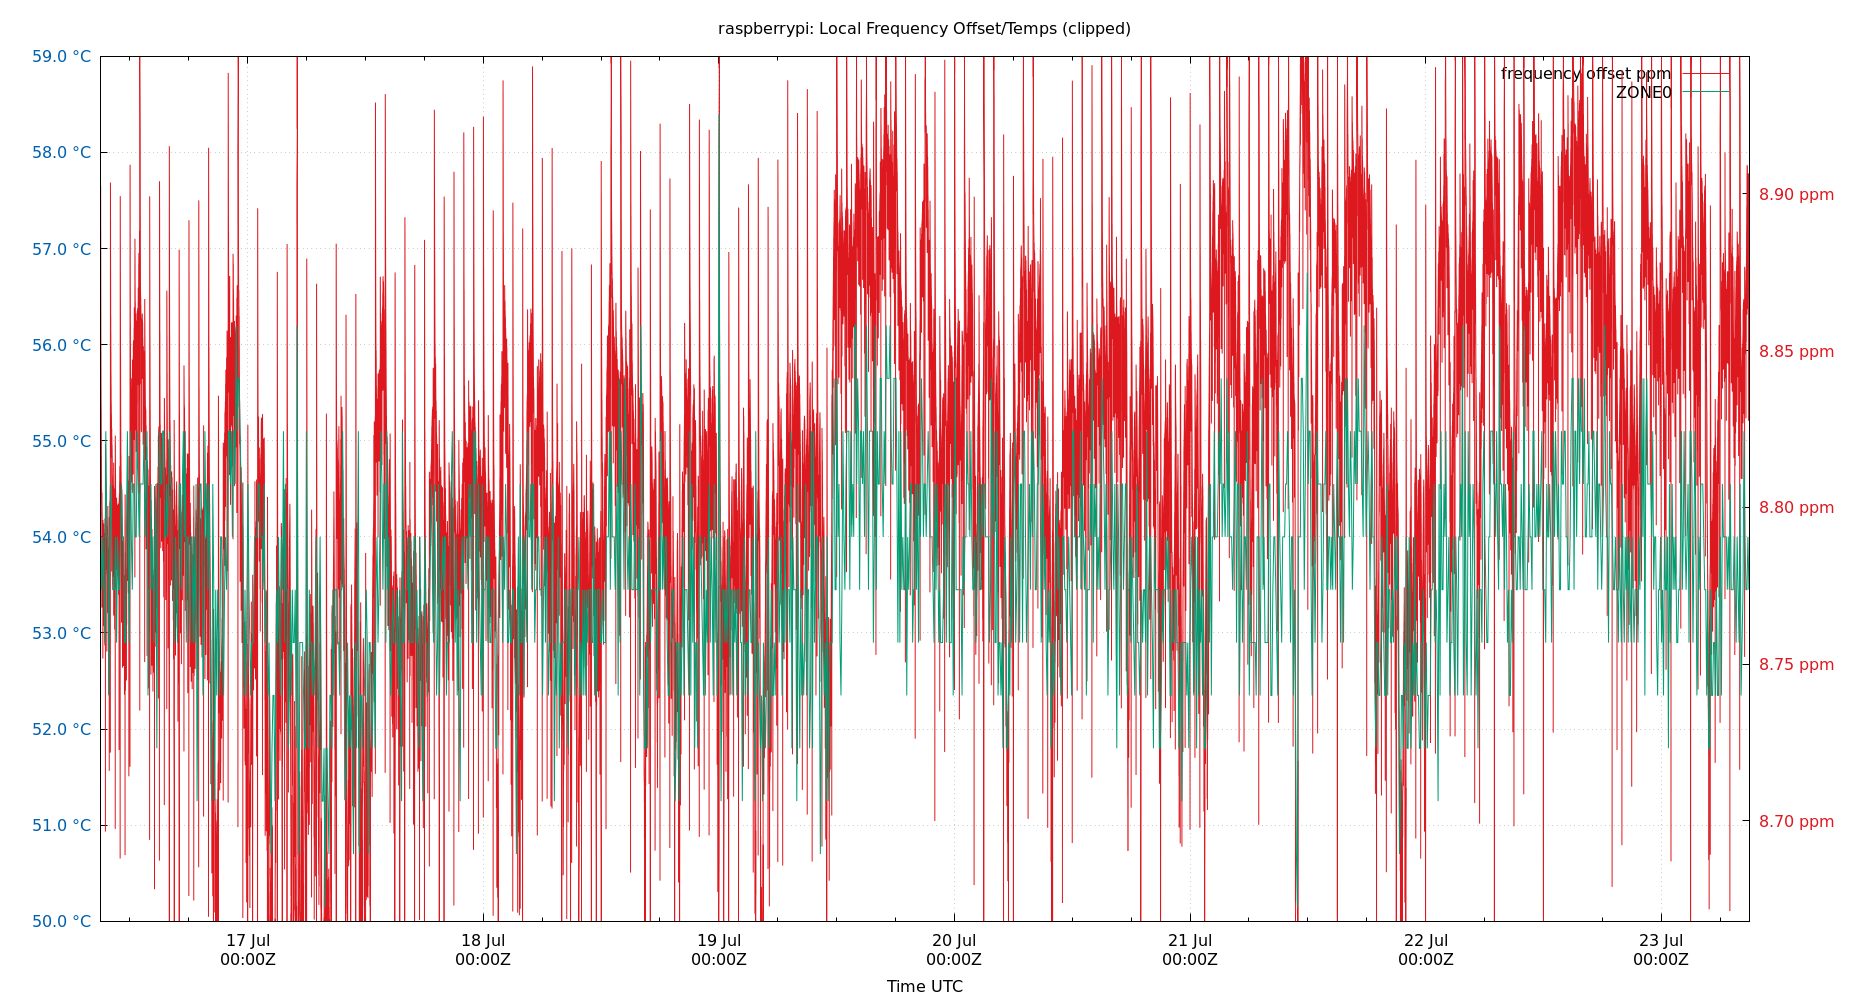 raspberrypi: Local Frequency Offset/Temps (clipped)
59.0 °C
58.0 °C
57.0 °C
56.0 °C
55.0 °C
54.0 °C
53.0 °C
52.0 °C
51.0 °C
50.0 °C
frequency offset ppm
ZONE0
8.90 ppm
8.85 ppm
8.80 ppm
8.75 ppm
8.70 ppm
17 Jul
00:00Z
18 Jul
00:00Z
19 Jul
00:00Z
20 Jul
00:00Z
21 Jul
00:00Z
22 Jul
00:00Z
23 Jul
00:00Z
Time UTC